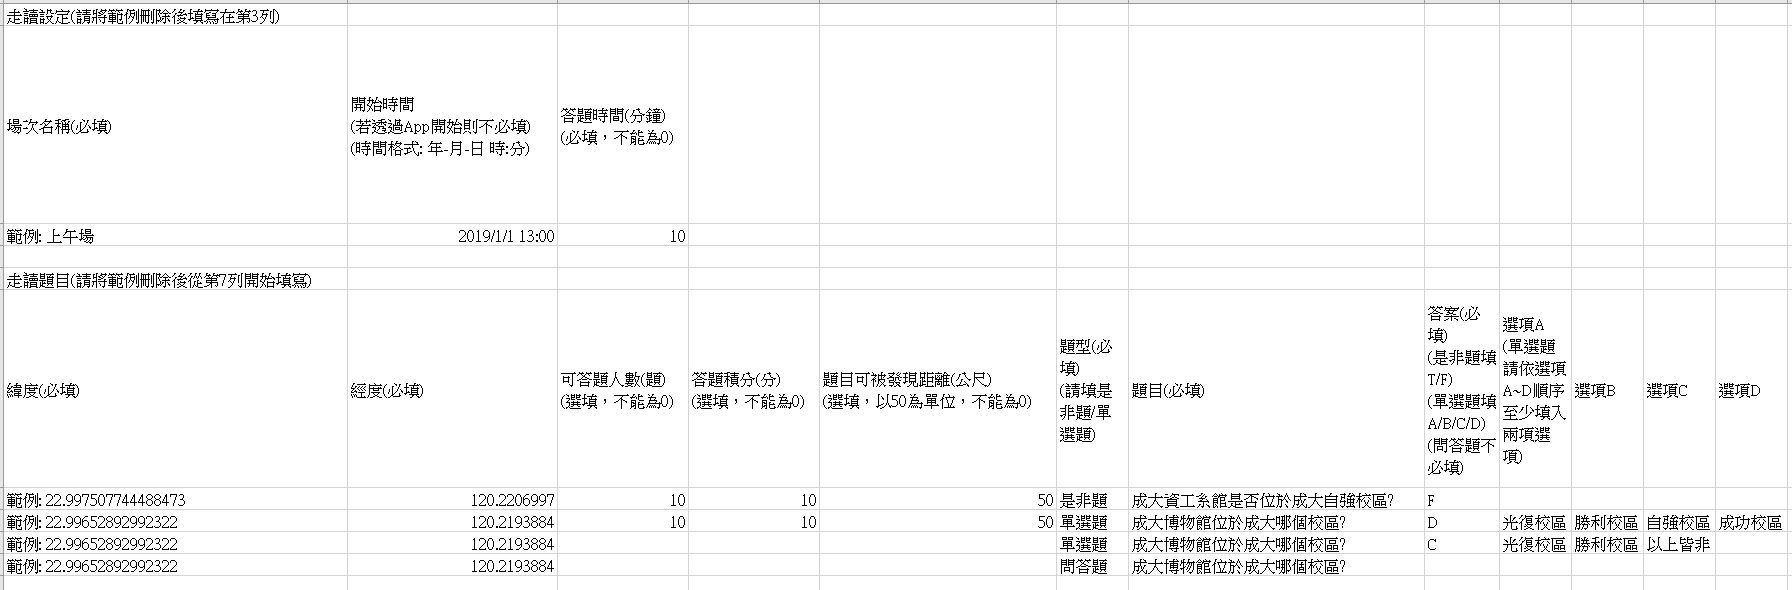 走讀設定(請將範例刪除後填寫在第3列)
場次名稱(必填)
開始時間
(若透過App開始則不必填)
(時間格式: 年-月-日 時:分)
答題時間(分鐘)
(必填，不能為0)
範例: 上午場
2019/1/1 13:00
10
走讀題目(請將範例刪除後從第7列開始填寫)
緯度(必填)
經度(必填)
可答題人數(題)
(選填，不能為0)
答題積分(分)
(選填，不能為0)
題目可被發現距離(公尺)
(選填，以50為單位，不能為0)
題型(必
填)
(請填是
非題/單
選題)
題目(必填)
答案(必
填)
(是非題填
T/F)
(單選題填
A/B/C/D)
(問答題不
必填)
選項A
(單選題
請依選項
A~D順序
至少填入
兩項選
項)
選項B
選項C
選項D
範例: 22.997507744488473 120.2206997 10 10 50 是非題 成大資工系館是否位於成大自強校區? F
範例: 22.99652892992322 120.2193884 10 10 50 單選題 成大博物館位於成大哪個校區? D 光復校區 勝利校區 自強校區 成功校區
範例: 22.99652892992322 120.2193884 單選題 成大博物館位於成大哪個校區? C 光復校區 勝利校區 以上皆非
範例: 22.99652892992322 120.2193884 問答題 成大博物館位於成大哪個校區?